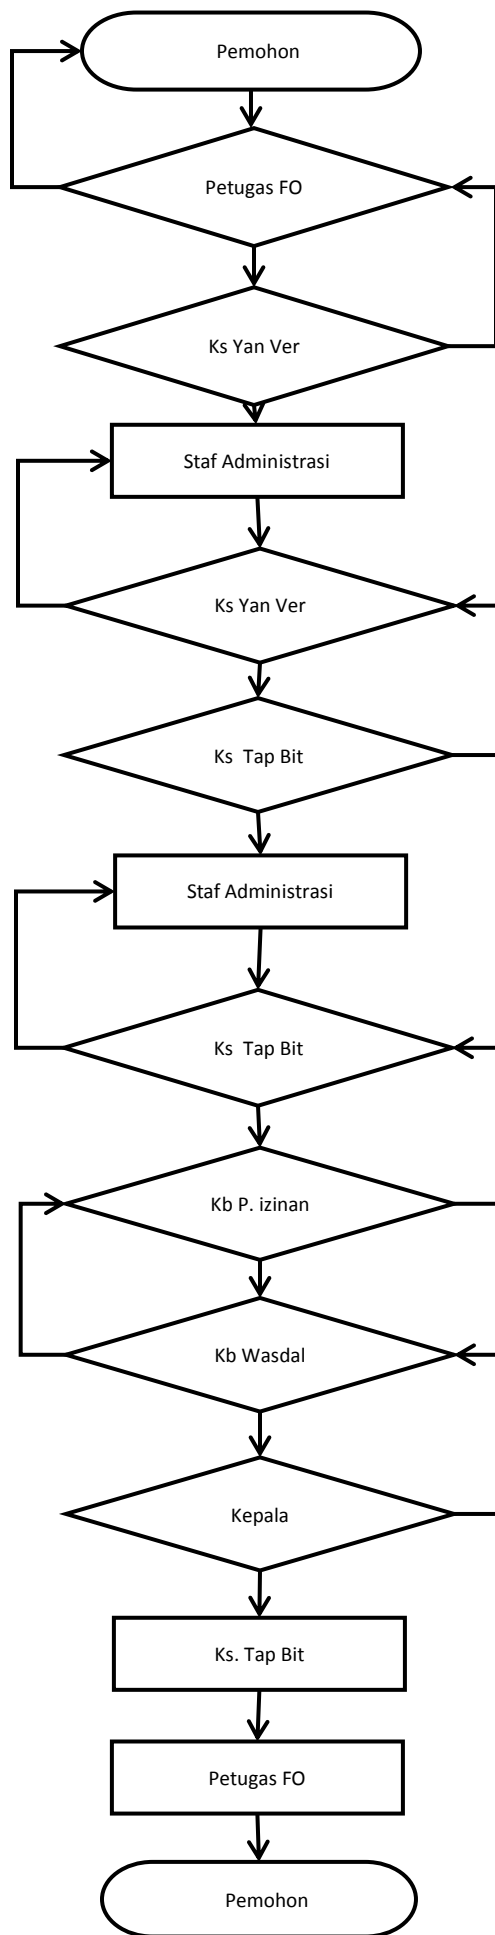 Pemohon
Petugas FO
Ks Yan Ver
Staf Administrasi
Ks Yan Ver
Ks  Tap Bit
Staf Administrasi
Ks  Tap Bit
Kb P. izinan
Kb Wasdal
Kepala
Ks. Tap Bit
Petugas FO
Pemohon